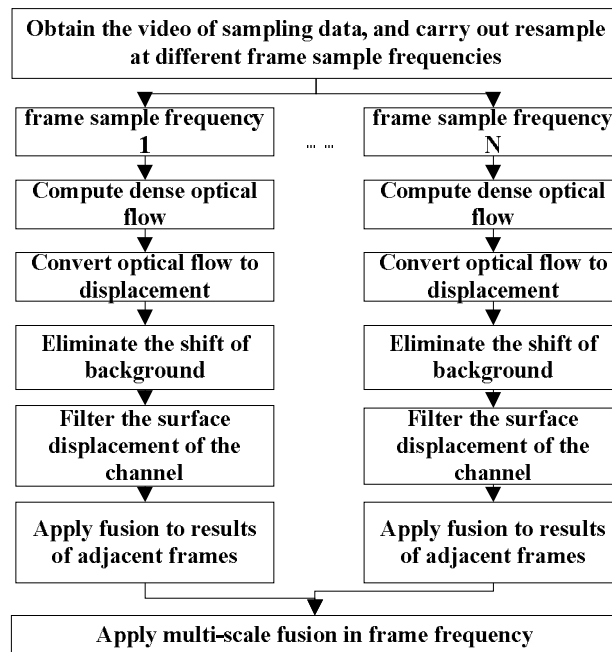 Obtain the video of sampling data, and carry out resample
at different frame sample frequencies
frame sample frequency
1
... ...
frame sample frequency
N
Compute dense optical
flow
Compute dense optical
flow
Convert optical flow to
displacement
Convert optical flow to
displacement
Eliminate the shift of
background
Eliminate the shift of
background
Filter the surface
displacement of the
channel
Filter the surface
displacement of the
channel
Apply fusion to results
of adjacent frames
Apply fusion to results
of adjacent frames
Apply multi-scale fusion in frame frequency